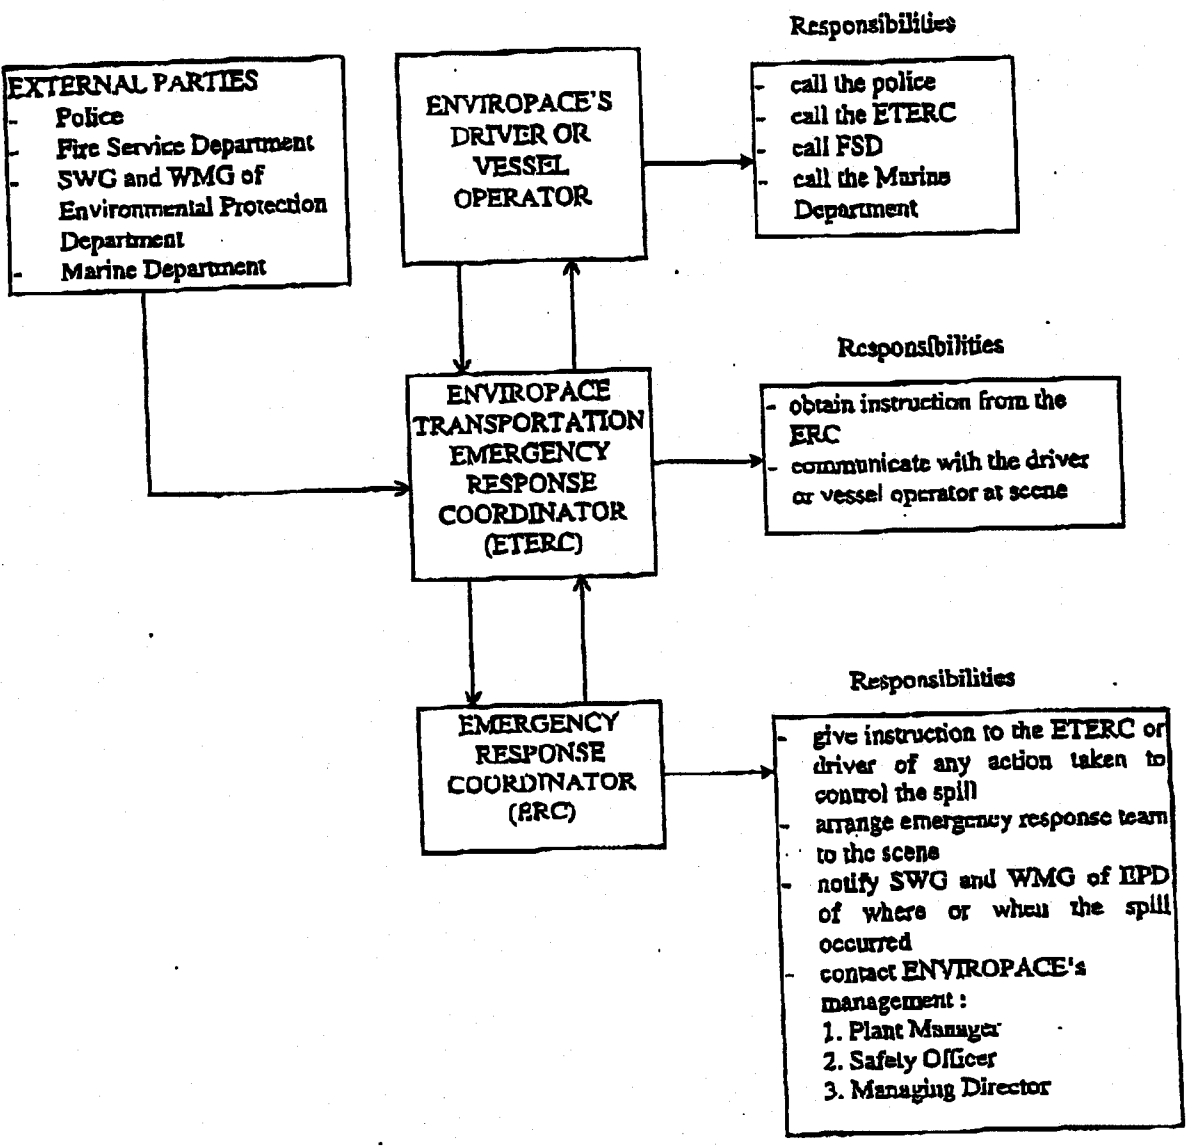 EXTERNAL PARTIES
- Police
- Fire Service Department
- SWG and WMG of
Environmental Protection
Department
- Marine Department
ENVIROPACE'S
DRIVER OR
VESSEL
OPERATOR
Responsibilities
- call the police
- call the ETERC
- call FSD
- call the Marine
Department
ENVIROPACE
TRANSPORTATION
EMERGENCY
RESPONSE
COORDINATOR
(ETERC)
Responsibilities
- obtain instruction from the
ERC
- communicate with the driver
or vessel operator at scene
EMERGENCY
RESPONSE
COORDINATOR
(ERC)
Responsibilities
- give instruction to the ETERC or
driver of any action taken to
control the spill
- arrange emergency response team
to the scene
- notify SWG and WMG of EPD
of where or when the spill
occurred
- contact ENVIROPACE's
management :
1. Plant Manager
2. Safety Officer
3. Managing Director